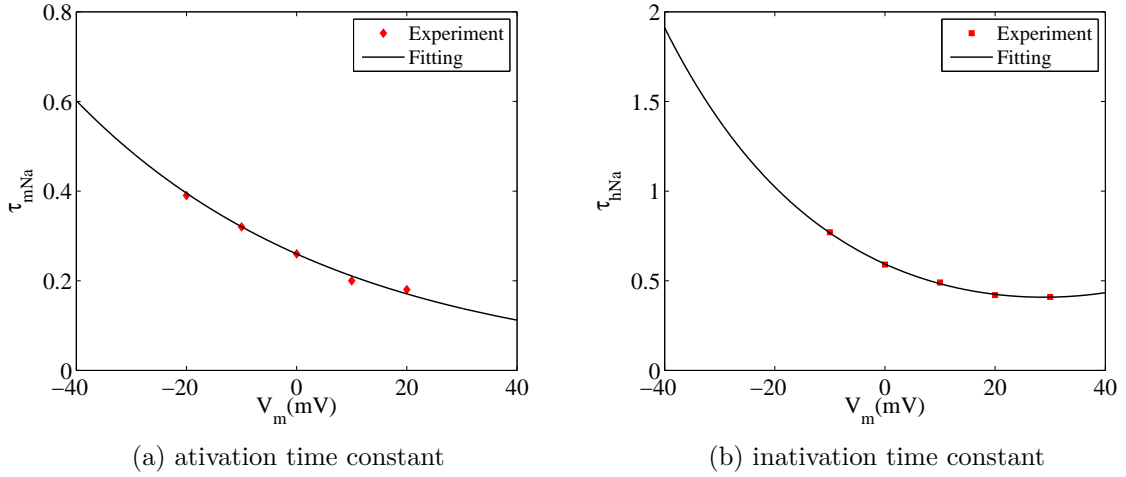 0.8
0.6
0.4
0.2
0
−40
−20
0
20
40
τmNa
Vm(mV)
Experiment
Fitting
(a) ativation time constant
2
1.5
1
0.5
0
−40
−20
0
20
40
τhNa
Vm(mV)
Experiment
Fitting
(b) inativation time constant